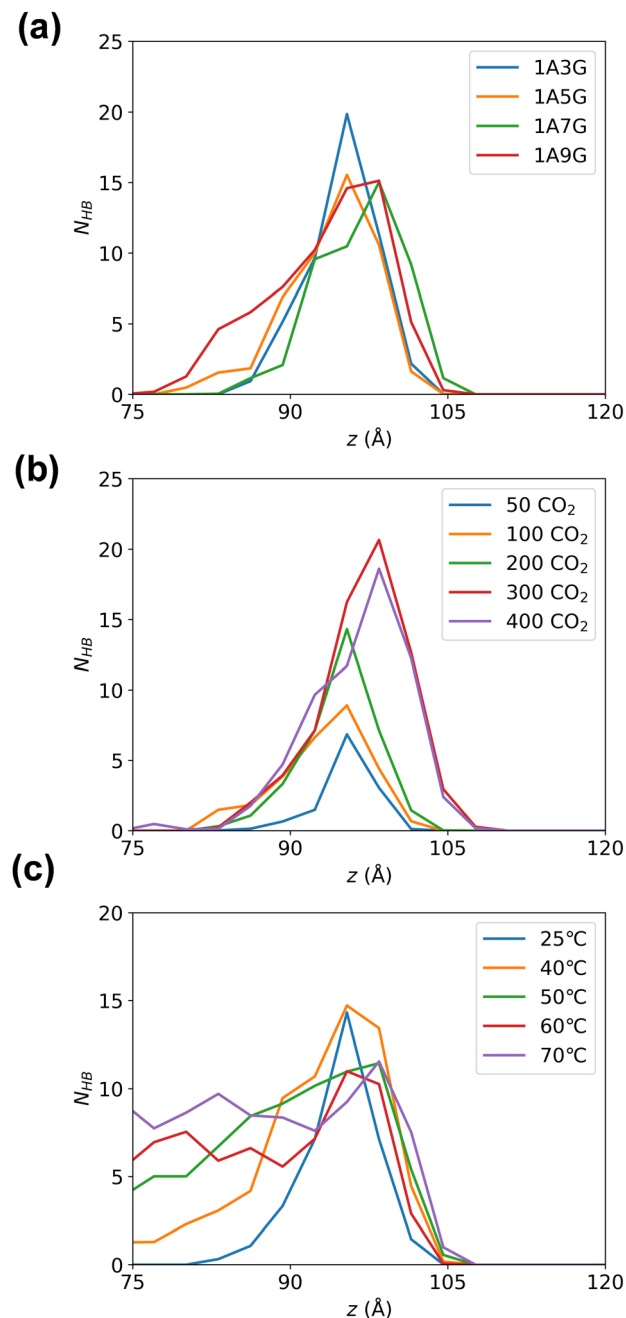 (a)
25
20
15
10
5
0
N_HB
1A3G
1A5G
1A7G
1A9G
75 90 105 120
z (Å)
(b)
25
20
15
10
5
0
N_HB
50 CO₂
100 CO₂
200 CO₂
300 CO₂
400 CO₂
75 90 105 120
z (Å)
(c)
20
15
10
5
0
N_HB
25℃
40℃
50℃
60℃
70℃
75 90 105 120
z (Å)